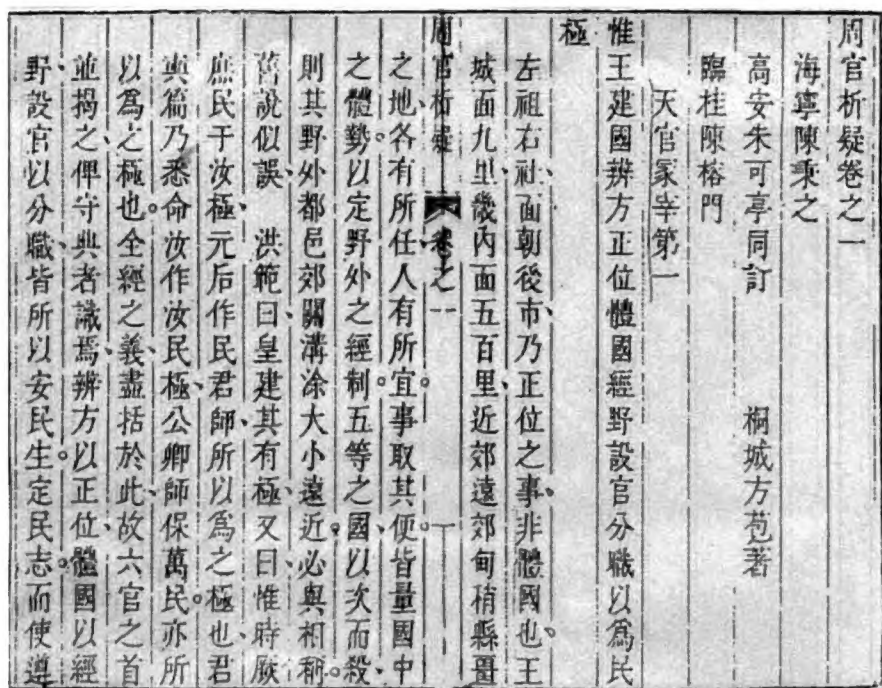 周官析疑卷之一
海寧陳秉之
高安朱可亭同訂 桐城方苞著
臨桂陳榕門
天官冢宰第一
惟王建國辨方正位體國經野設官分職以爲民
極
左祖右社、面朝後市、乃正位之事、非體國也。王
城面九里、畿内面五百里、近郊遠郊甸稍縣畺
周官析疑 卷之一 一
之地、各有所任、人有所宜。事取其便。皆量國中
之體勢。以定野外之經制。五等之國、以次而殺、
則其野外都邑郊關溝涂大小遠近、必與相稱。
舊說似誤、 洪範曰、皇建其有極、又曰、惟時厥
庶民于汝極、元后作民君師、所以爲之極也、君
奭篇乃悉命汝作汝民極、公卿師保萬民。亦所
以爲之極也。全經之義、盡括於此、故六官之首
並揭之、俾守典者識焉、辨方以正位、體國以經
野、設官以分職、皆所以安民生。定民志。而使遵